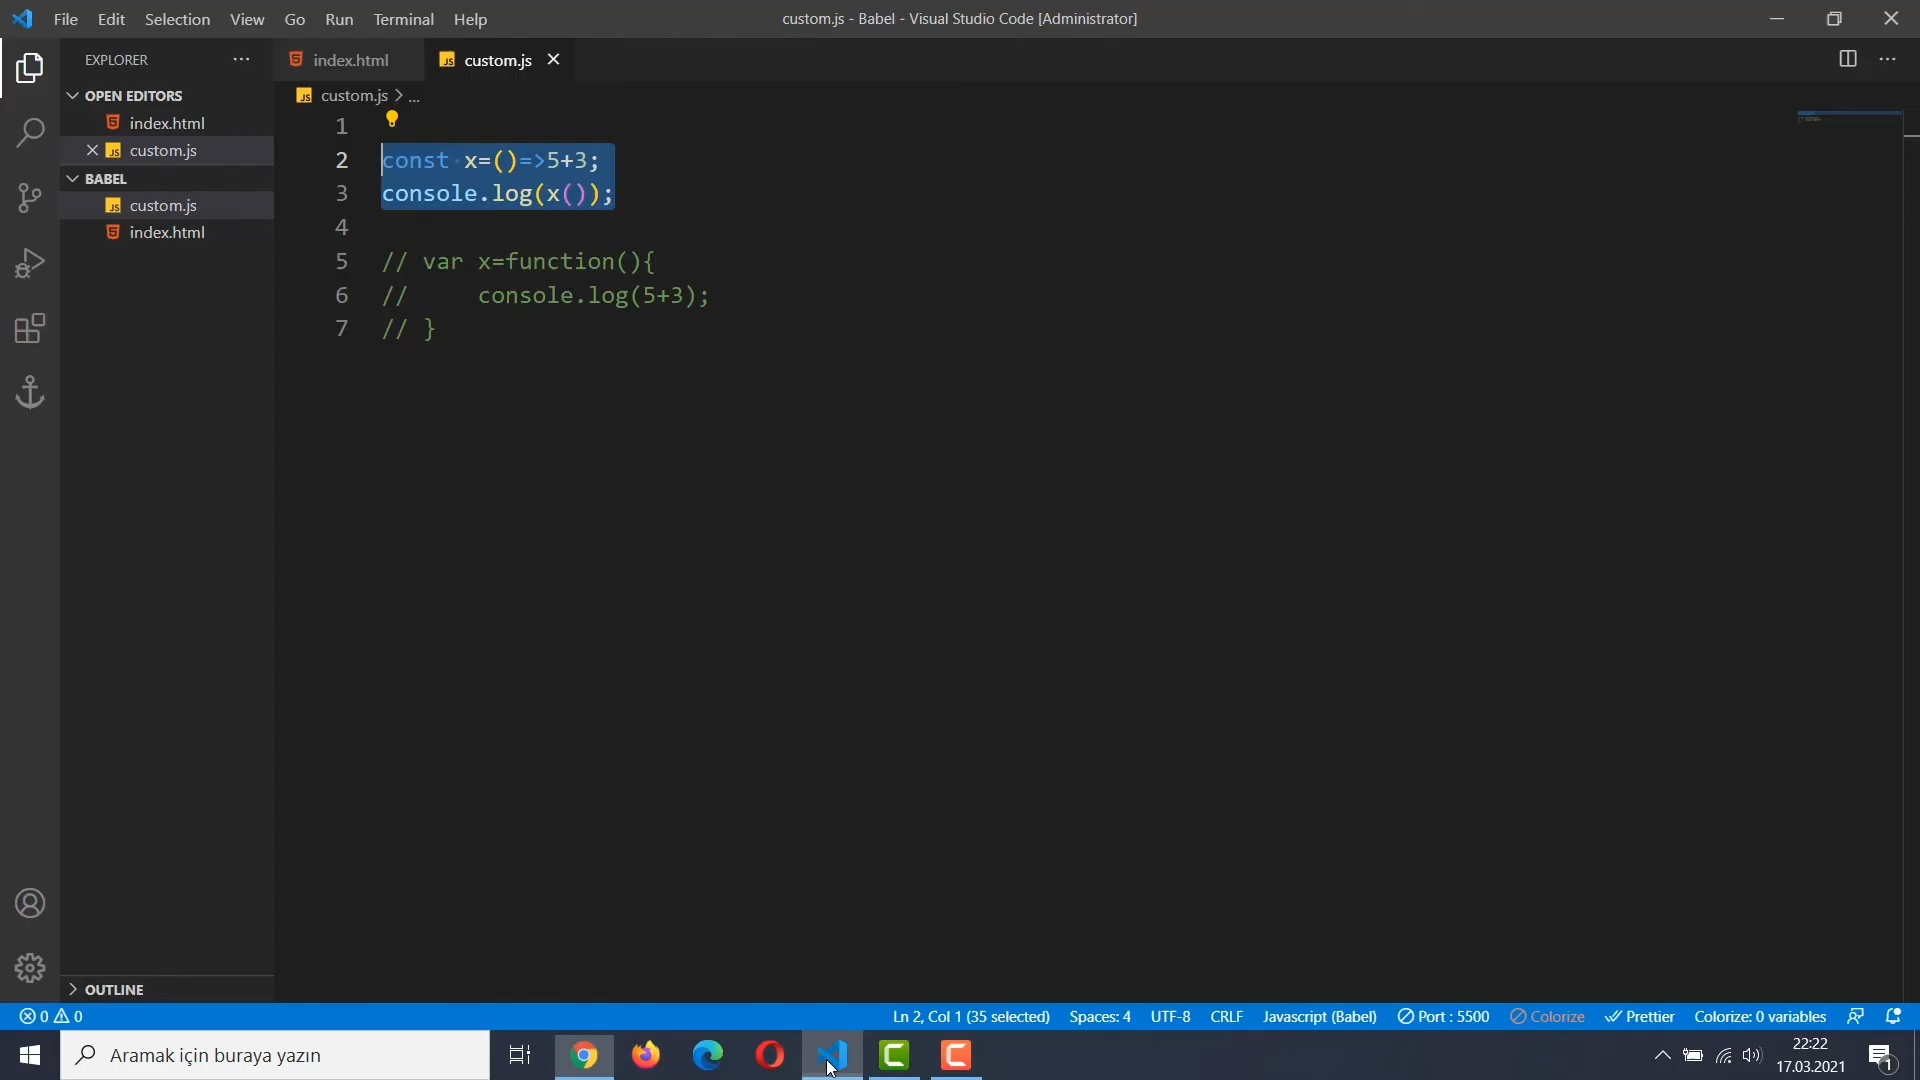 File Edit Selection View Go Run Terminal Help
custom.js - Babel - Visual Studio Code [Administrator]
EXPLORER
index.html
custom.js
OPEN EDITORS
index.html
custom.js
BABEL
custom.js
index.html
OUTLINE
custom.js > ...
1
2 const x=()=>5+3;
3 console.log(x());
4
5 // var x=function(){
6 //     console.log(5+3);
7 // }
0 0
Ln 2, Col 1 (35 selected) Spaces: 4 UTF-8 CRLF Javascript (Babel) Port : 5500 Colorize Prettier Colorize: 0 variables
Aramak için buraya yazın
22:22
17.03.2021
1